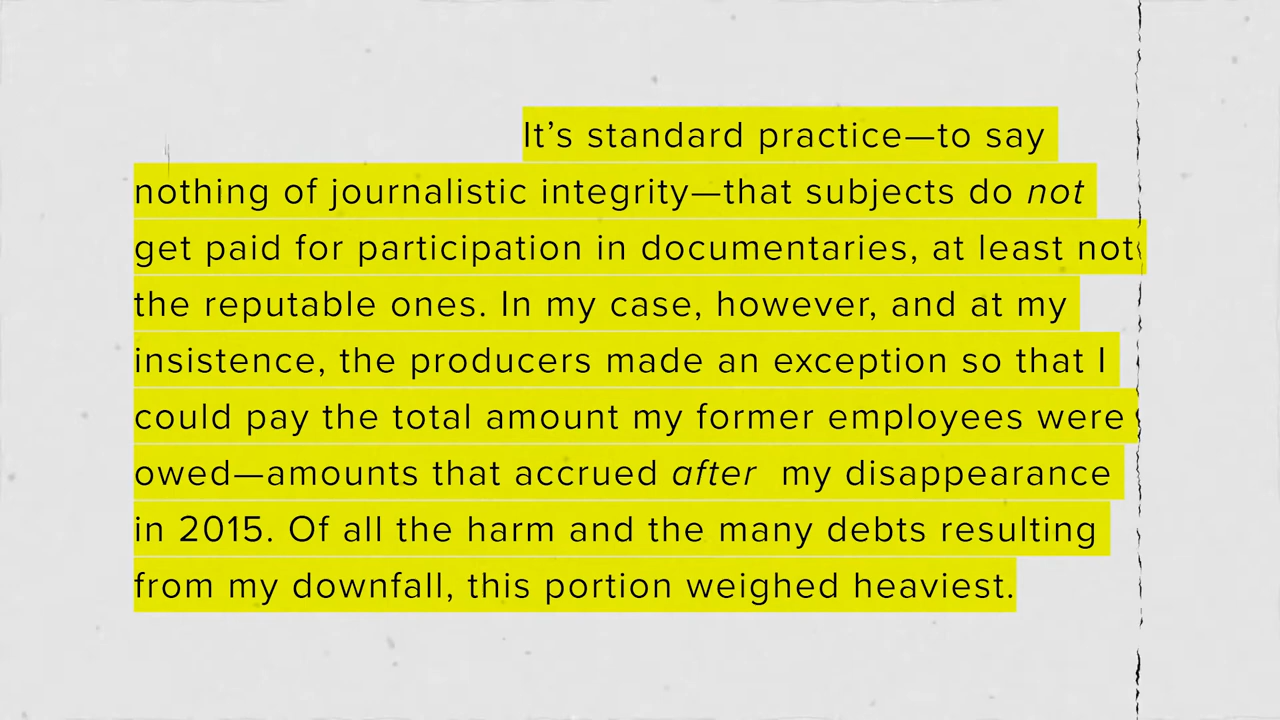 It’s standard practice—to say
nothing of journalistic integrity—that subjects do not
get paid for participation in documentaries, at least not
the reputable ones. In my case, however, and at my
insistence, the producers made an exception so that I
could pay the total amount my former employees were
owed—amounts that accrued after my disappearance
in 2015. Of all the harm and the many debts resulting
from my downfall, this portion weighed heaviest.